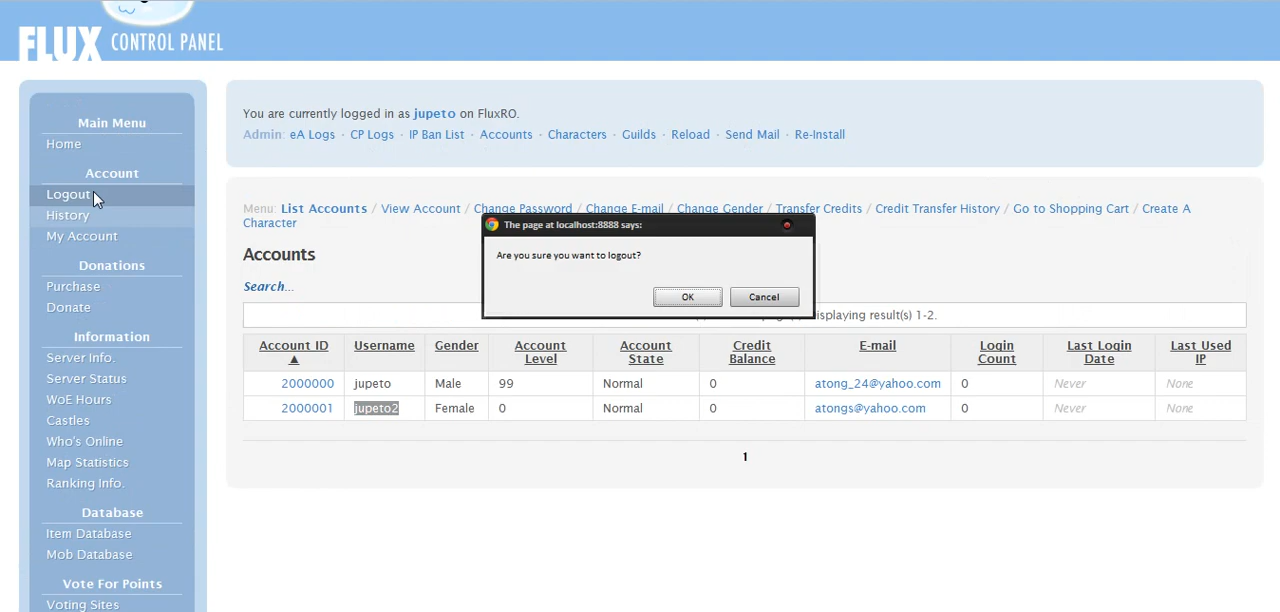 FLUX CONTROL PANEL
Main Menu
Home
Account
Logout
History
My Account
Donations
Purchase
Donate
Information
Server Info.
Server Status
WoE Hours
Castles
Who's Online
Map Statistics
Ranking Info.
Database
Item Database
Mob Database
Vote For Points
Voting Sites
You are currently logged in as jupeto on FluxRO.
Admin: eA Logs · CP Logs · IP Ban List · Accounts · Characters · Guilds · Reload · Send Mail · Re-Install
Menu: List Accounts / View Account / Change Password / Change E-mail / Change Gender / Transfer Credits / Credit Transfer History / Go to Shopping Cart / Create A
Character
The page at localhost:8888 says:
Are you sure you want to logout?
OK Cancel
Accounts
Search...
displaying result(s) 1-2.
Account ID ▲ Username Gender Account Level Account State Credit Balance E-mail Login Count Last Login Date Last Used IP
2000000 jupeto Male 99 Normal 0 atong_24@yahoo.com 0 Never None
2000001 jupeto2 Female 0 Normal 0 atongs@yahoo.com 0 Never None
1